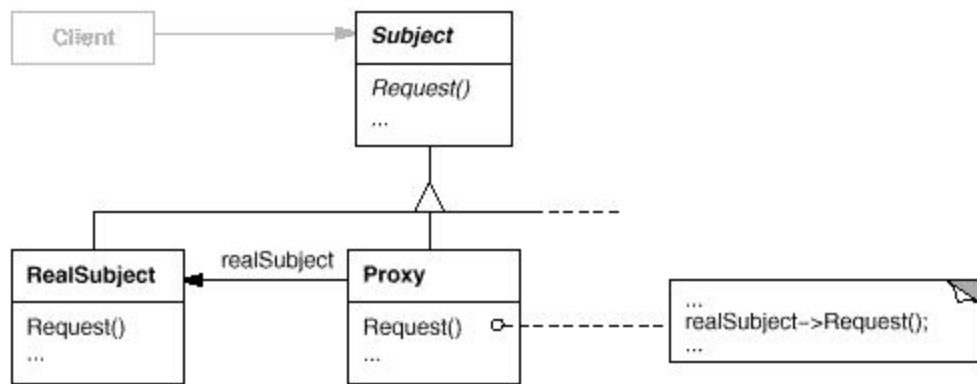 Client
Subject
Request()
...
realSubject
RealSubject
Request()
...
Proxy
Request()
...
...
realSubject->Request();
...